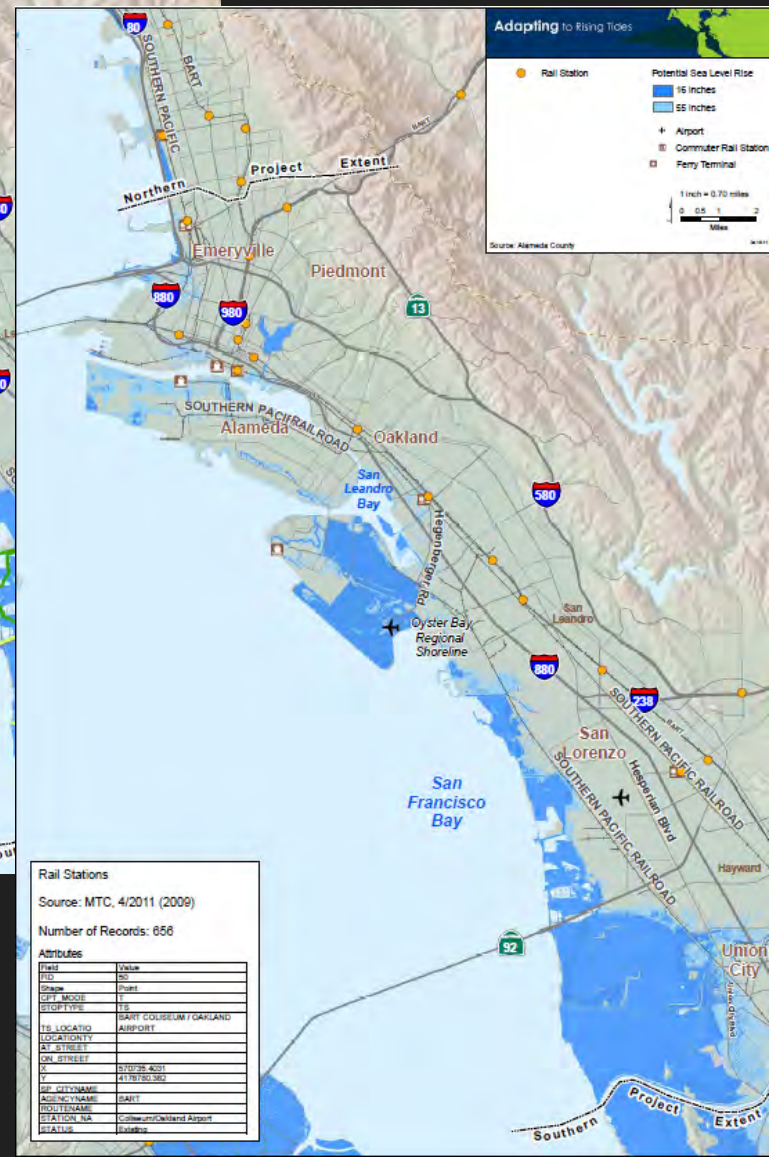 Adapting to Rising Tides
Rail Station
Potential Sea Level Rise
16 Inches
55 Inches
Airport
Commuter Rail Station
Ferry Terminal
1 inch = 0.70 miles
0 0.5 1 2
Miles
Source: Alameda County
80
SOUTHERN PACIFIC
BART
BART
Northern Project Extent
Emeryville
Piedmont
880
980
13
SOUTHERN PACIFRAILROAD
Alameda
Oakland
San
Leandro
Bay
580
Hegenberger Rd
San
Leandro
Oyster Bay
Regional
Shoreline
880
238
BART
SOUTHERN PACIFIC RAILROAD
San
Lorenzo
SOUTHERN PACIFIC RAILROAD
Hesperian Blvd
San
Francisco
Bay
Hayward
92
Union
City
Southern Project Extent
Rail Stations
Source: MTC, 4/2011 (2009)
Number of Records: 656
Attributes
Field Value
FID 50
Shape Point
CPT_MODE T
STOPTYPE TS
BART COLISEUM / OAKLAND
TS_LOCATIO AIRPORT
LOCATIONTY
AT_STREET
ON_STREET
X 570735.4031
Y 4178780.382
SP_CITYNAME
AGENCYNAME BART
ROUTENAME
STATION_NA Coliseum/Oakland Airport
STATUS Existing